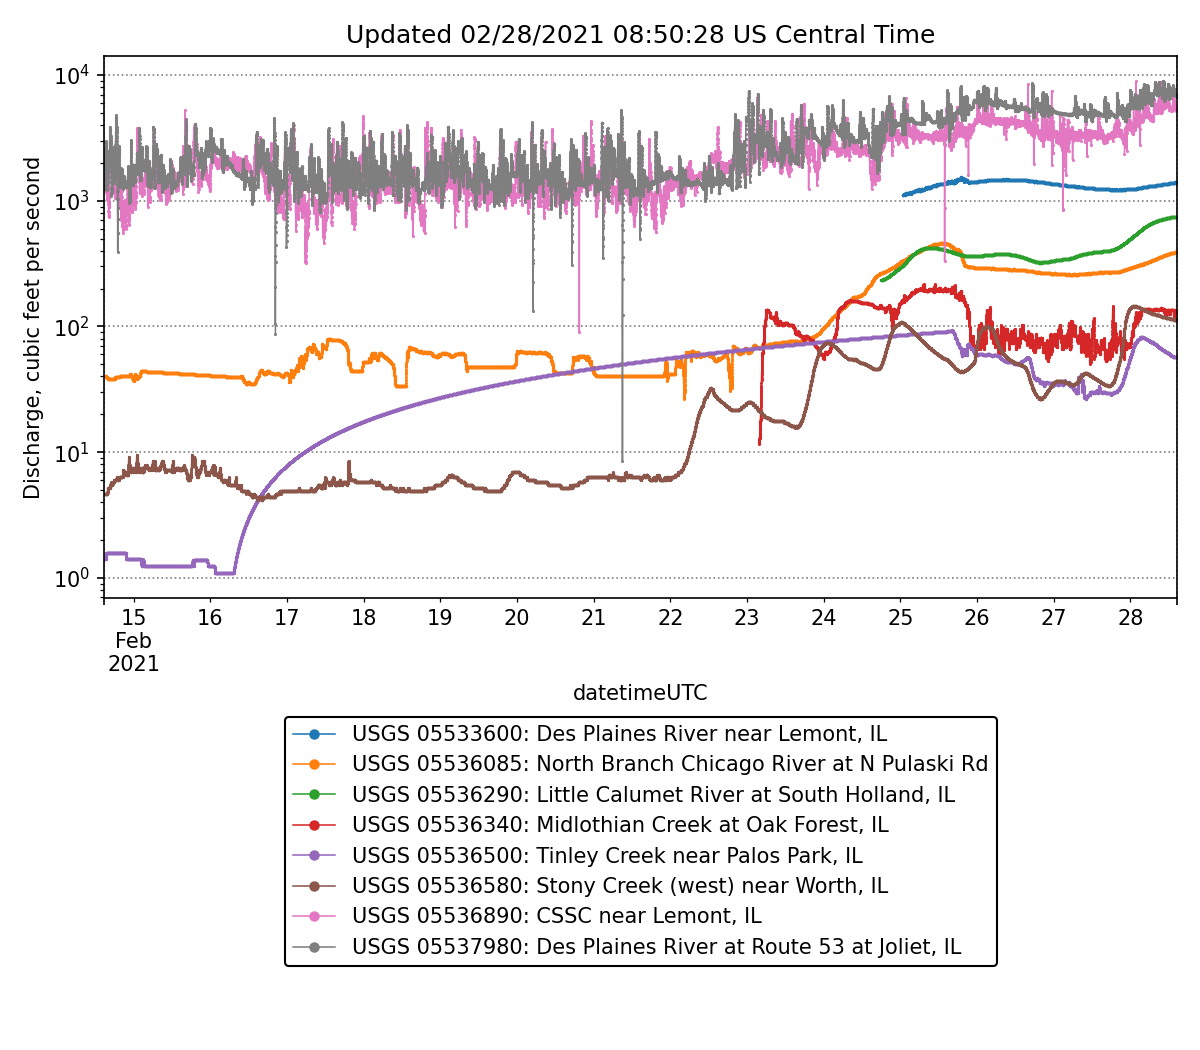 Updated 02/28/2021 08:50:28 US Central Time
Discharge, cubic feet per second
10⁴
10³
10²
10¹
10⁰
15 16 17 18 19 20 21 22 23 24 25 26 27 28
Feb
2021
datetimeUTC
USGS 05533600: Des Plaines River near Lemont, IL
USGS 05536085: North Branch Chicago River at N Pulaski Rd
USGS 05536290: Little Calumet River at South Holland, IL
USGS 05536340: Midlothian Creek at Oak Forest, IL
USGS 05536500: Tinley Creek near Palos Park, IL
USGS 05536580: Stony Creek (west) near Worth, IL
USGS 05536890: CSSC near Lemont, IL
USGS 05537980: Des Plaines River at Route 53 at Joliet, IL